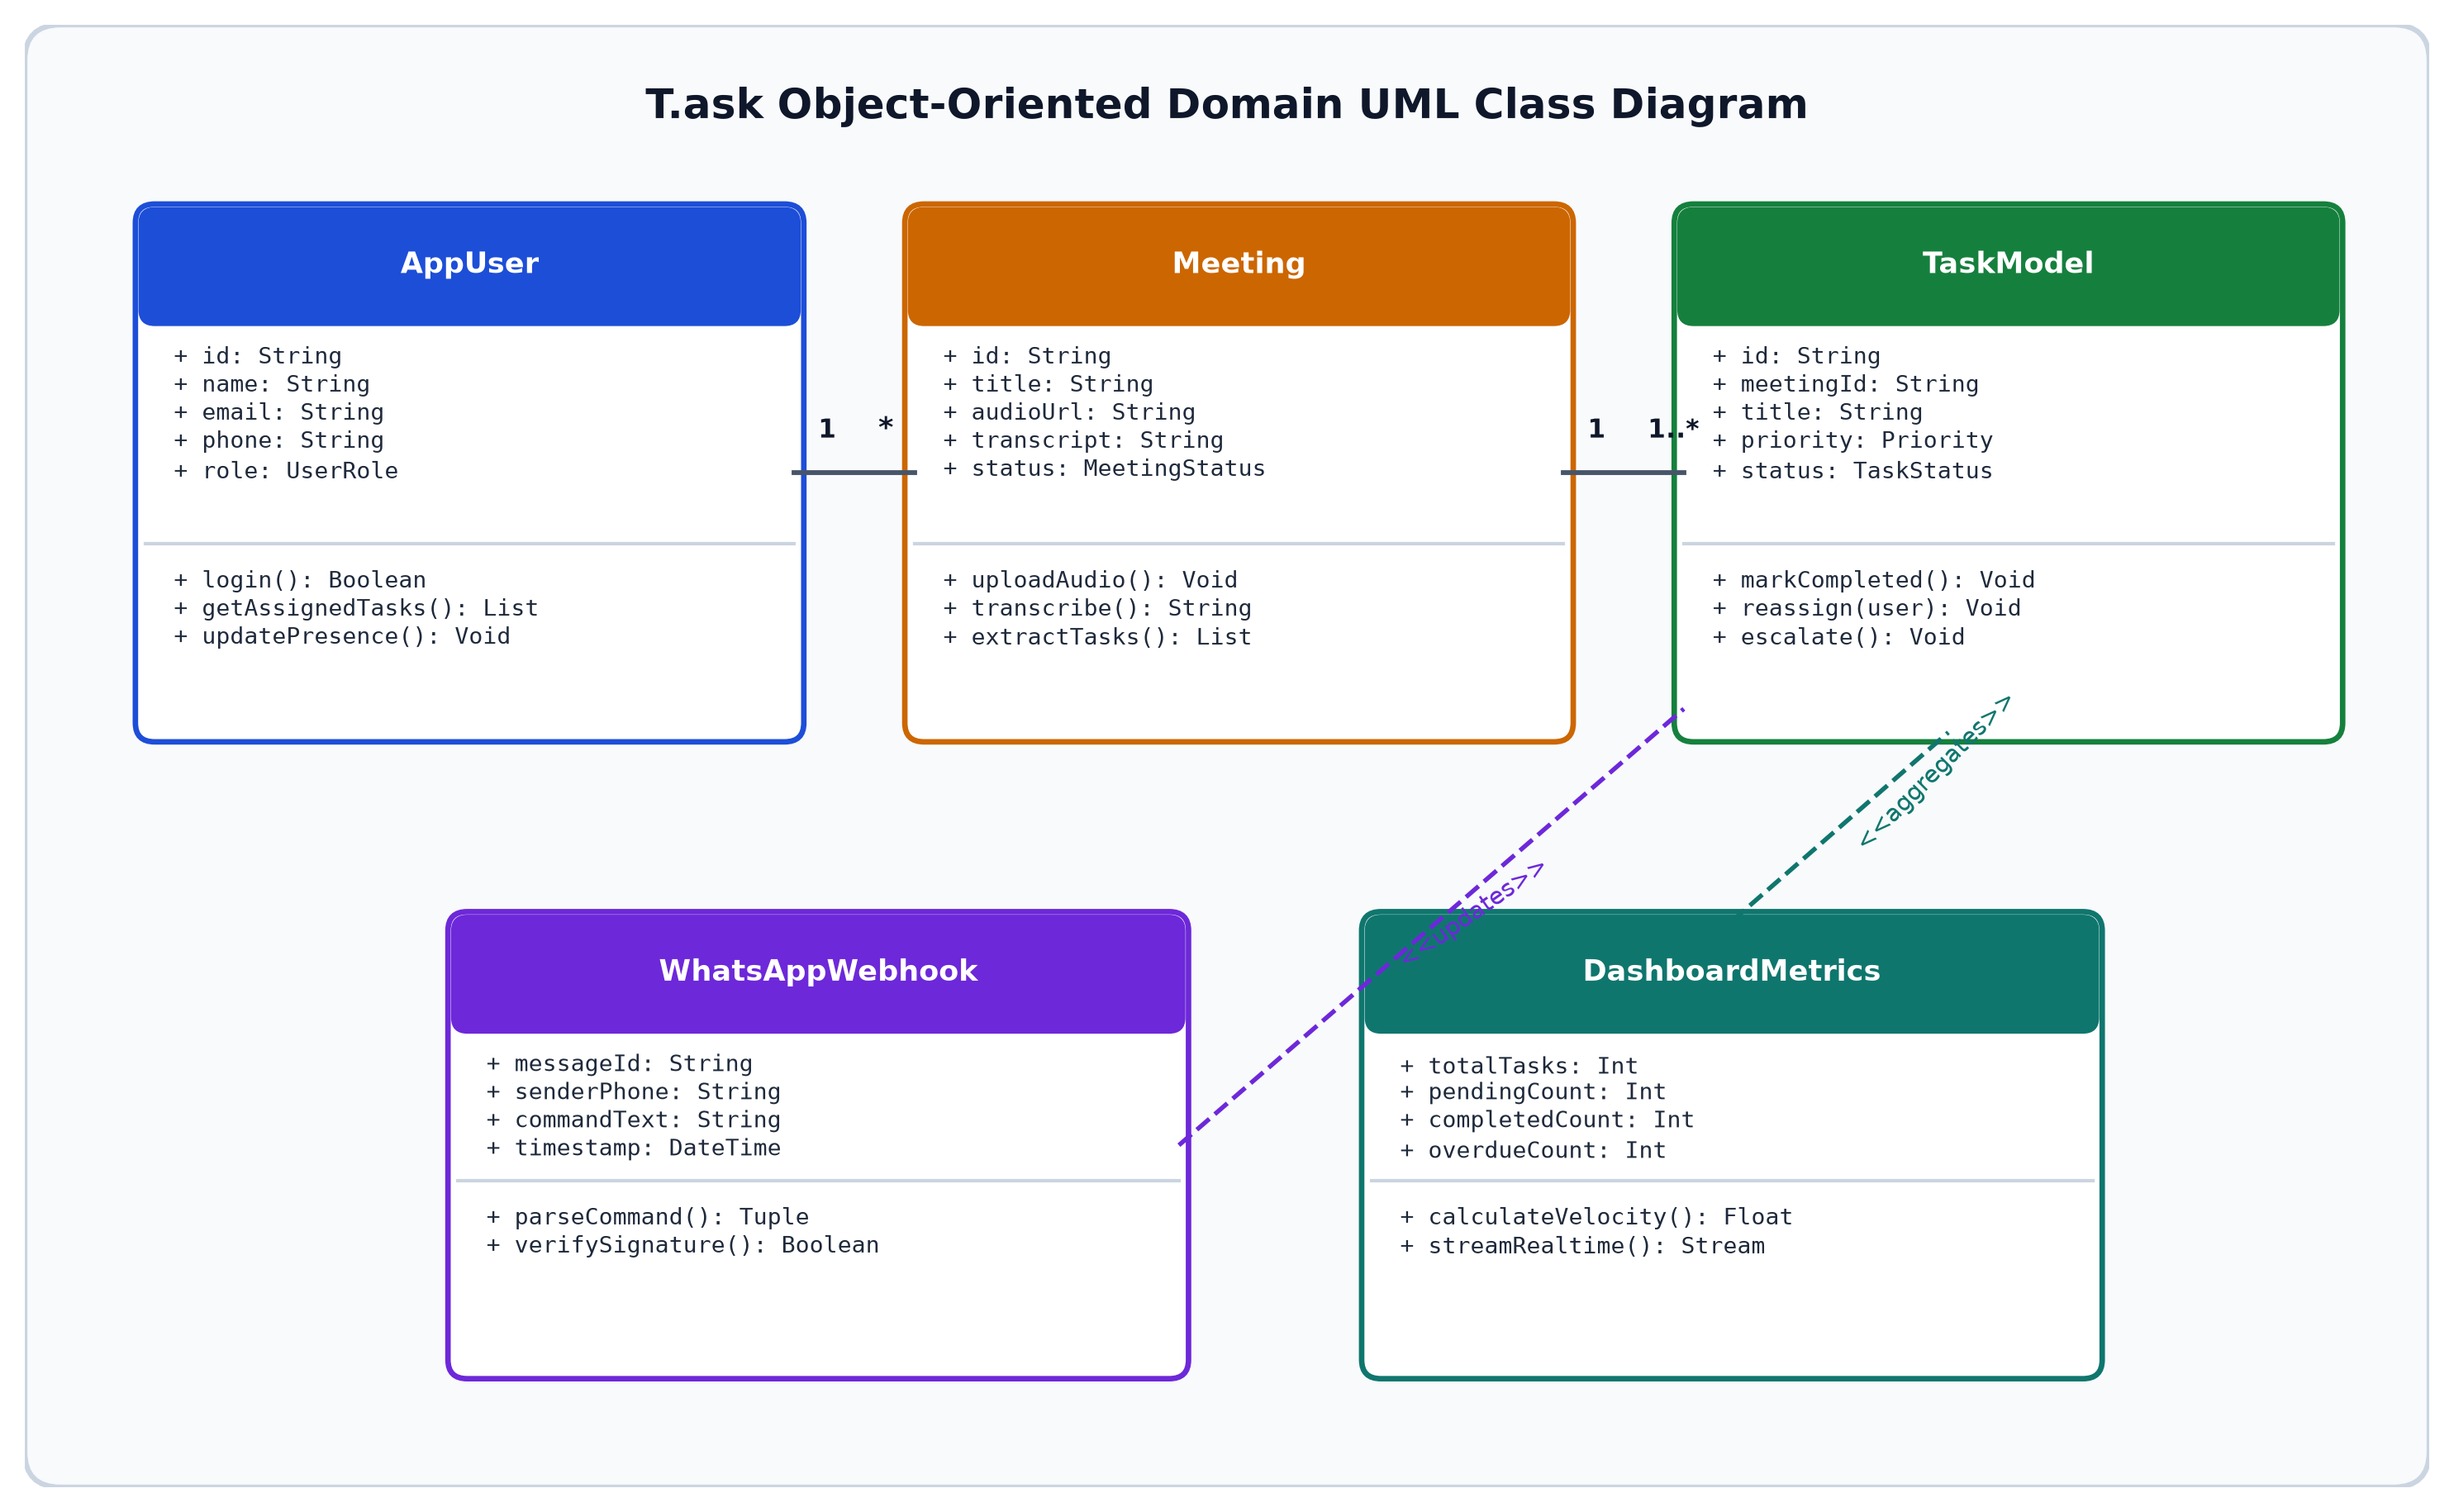 T.ask Object-Oriented Domain UML Class Diagram
AppUser
+ id: String
+ name: String
+ email: String
+ phone: String
+ role: UserRole
+ login(): Boolean
+ getAssignedTasks(): List
+ updatePresence(): Void
1 *
Meeting
+ id: String
+ title: String
+ audioUrl: String
+ transcript: String
+ status: MeetingStatus
+ uploadAudio(): Void
+ transcribe(): String
+ extractTasks(): List
1 1..*
TaskModel
+ id: String
+ meetingId: String
+ title: String
+ priority: Priority
+ status: TaskStatus
+ markCompleted(): Void
+ reassign(user): Void
+ escalate(): Void
<<updates>>
<<aggregates>>
WhatsAppWebhook
+ messageId: String
+ senderPhone: String
+ commandText: String
+ timestamp: DateTime
+ parseCommand(): Tuple
+ verifySignature(): Boolean
DashboardMetrics
+ totalTasks: Int
+ pendingCount: Int
+ completedCount: Int
+ overdueCount: Int
+ calculateVelocity(): Float
+ streamRealtime(): Stream